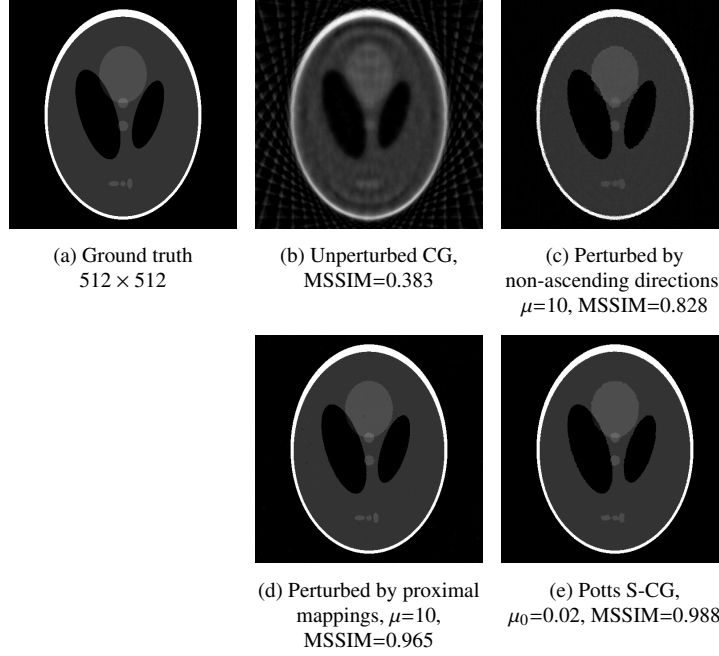 (a) Ground truth
512 × 512
(b) Unperturbed CG,
MSSIM=0.383
(c) Perturbed by
non-ascending directions
μ=10, MSSIM=0.828
(d) Perturbed by proximal
mappings, μ=10,
MSSIM=0.965
(e) Potts S-CG,
μ₀=0.02, MSSIM=0.988